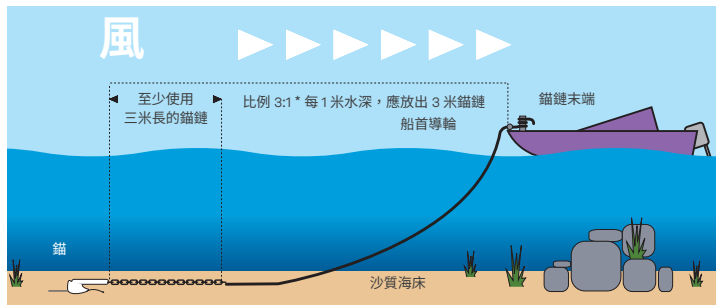 風
至少使用
三米長的錨鏈
比例 3:1* 每 1 米水深，應放出 3 米錨鏈
船首導輪
錨鏈末端
錨
沙質海床